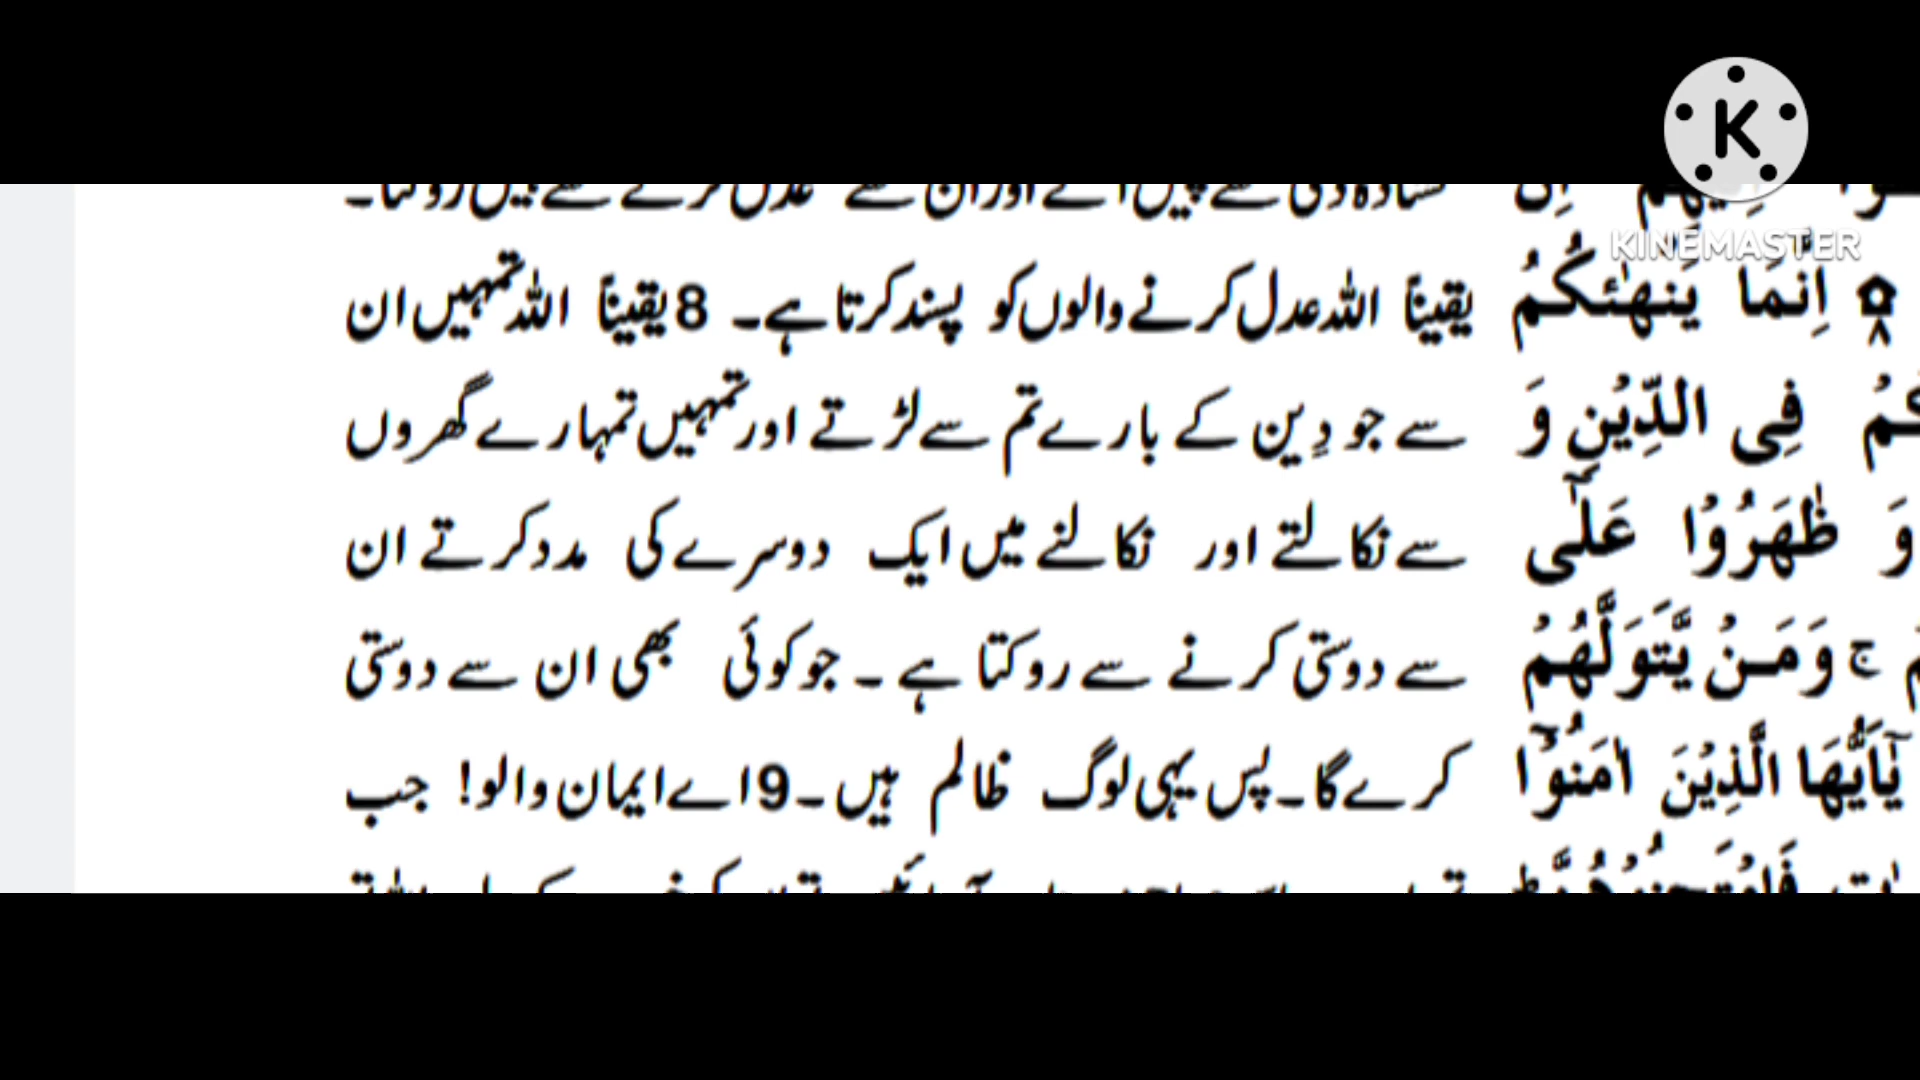 KINEMASTER
اِنَّمَا يَنْهٰىكُمُ
یقیناً اللہ عدل کرنے والوں کو پسند کرتا ہے۔ 8 یقیناً اللہ تمہیں ان
كُمْ فِى الدِّيْنِ وَ
سے جو دِین کے بارے تم سے لڑتے اور تمہیں تمہارے گھروں
وَ ظٰهَرُوْا عَلٰٓى
سے نکالتے اور نکالنے میں ایک دوسرے کی مدد کرتے ان
ج وَمَنْ يَّتَوَلَّهُمْ
سے دوستی کرنے سے روکتا ہے۔ جو کوئی بھی ان سے دوستی
يٰٓاَيُّهَا الَّذِيْنَ اٰمَنُوْٓا
کرے گا۔ پس یہی لوگ ظالم ہیں۔ 9 اے ایمان والو! جب